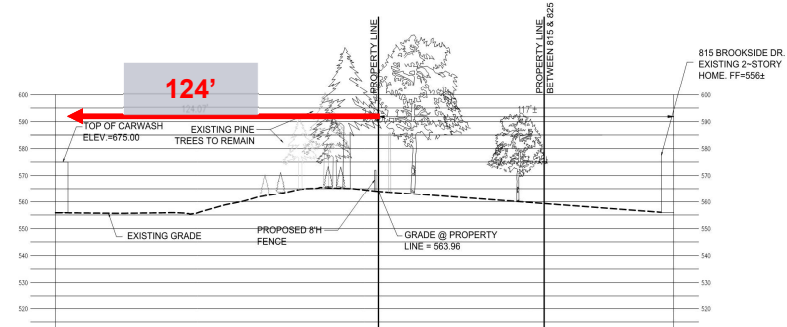 PROPERTY LINE
PROPERTY LINE
BETWEEN 815 & 825
815 BROOKSIDE DR.
EXISTING 2~STORY
HOME. FF=556±
124'
124.07'
117'±
TOP OF CARWASH
ELEV.=675.00
EXISTING PINE
TREES TO REMAIN
EXISTING GRADE
PROPOSED 8'H
FENCE
GRADE @ PROPERTY
LINE = 563.96
600
590
580
570
560
550
540
530
520
600
590
580
570
560
550
540
530
520